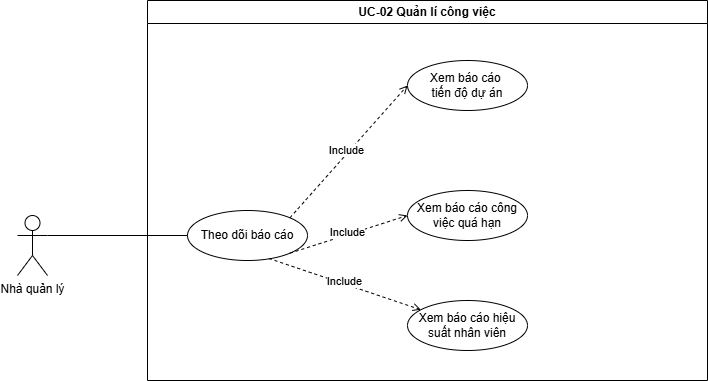 UC-02 Quản lí công việc
Xem báo cáo
tiến độ dự án
Include
Xem báo cáo công
việc quá hạn
Include
Theo dõi báo cáo
Include
Nhà quản lý
Xem báo cáo hiệu
suất nhân viên